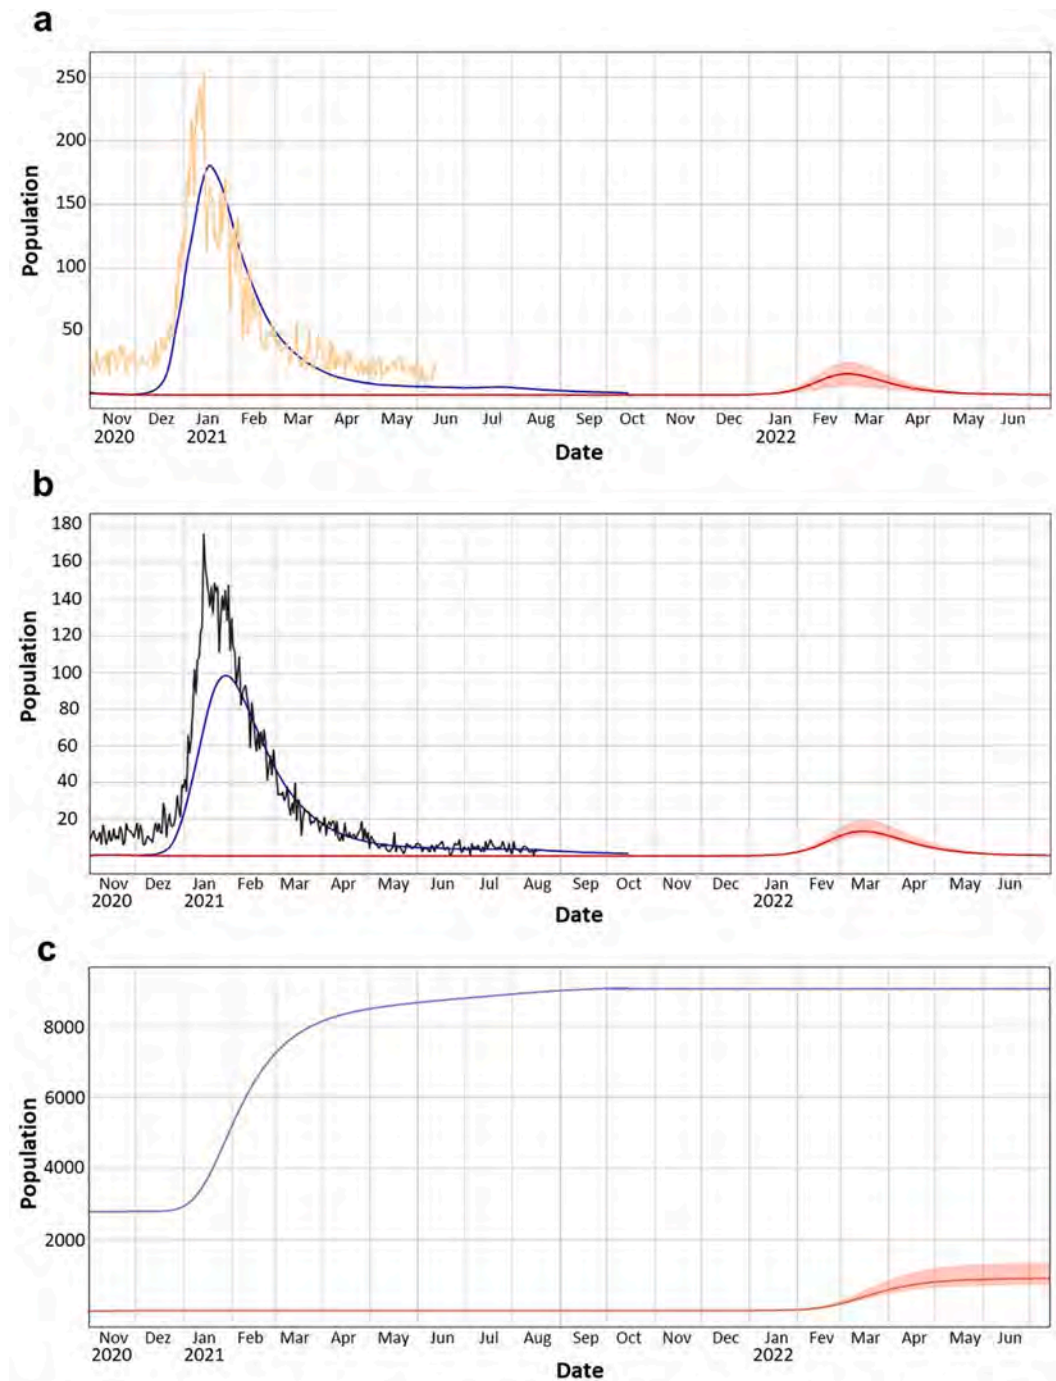 a
250
200
150
100
50
Population
Nov Dez Jan Feb Mar Apr May Jun Jul Aug Sep Oct Nov Dec Jan Fev Mar Apr May Jun
2020 2021 2022
Date
b
180
160
140
120
100
80
60
40
20
Population
Nov Dez Jan Feb Mar Apr May Jun Jul Aug Sep Oct Nov Dec Jan Fev Mar Apr May Jun
2020 2021 2022
Date
c
8000
6000
4000
2000
Population
Nov Dez Jan Feb Mar Apr May Jun Jul Aug Sep Oct Nov Dec Jan Fev Mar Apr May Jun
2020 2021 2022
Date